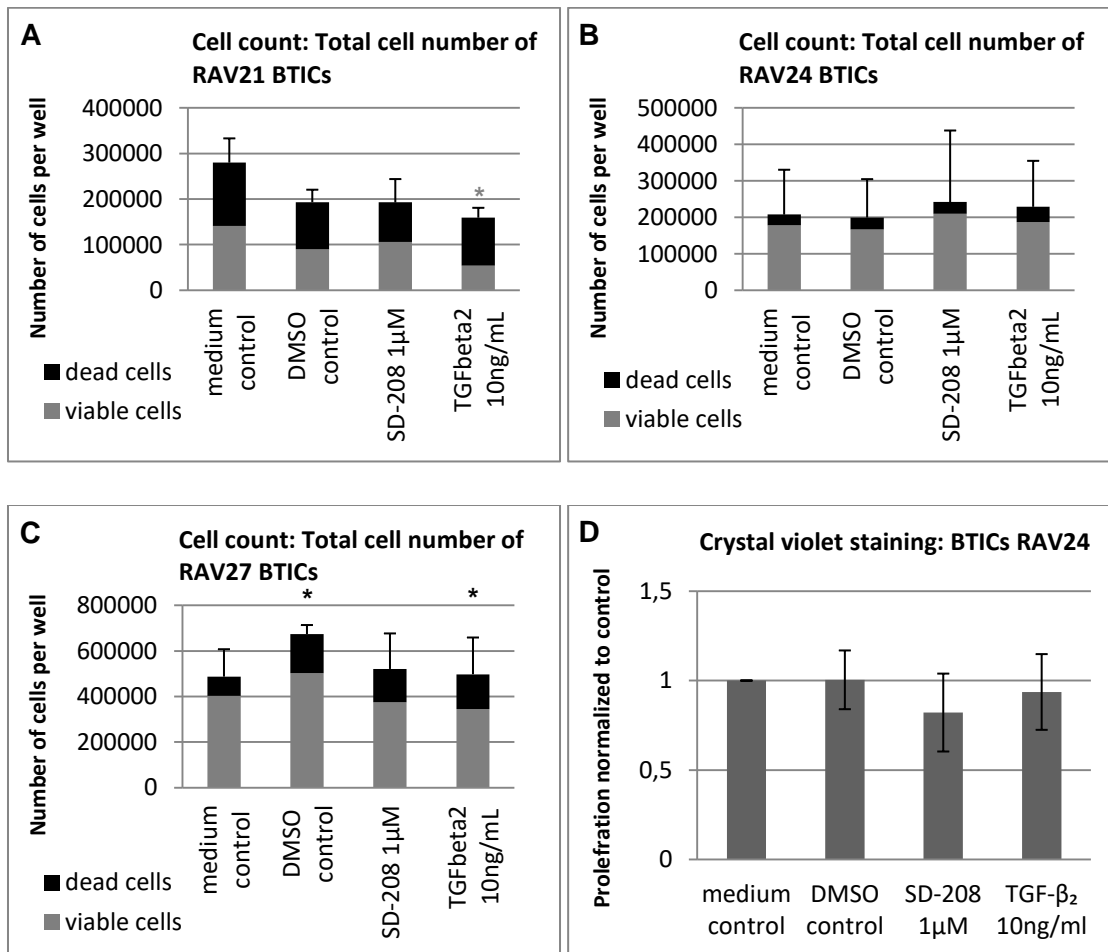 A
Cell count: Total cell number of
RAV21 BTICs
Number of cells per well
400000
300000
200000
100000
0
*
medium
control
DMSO
control
SD-208 1µM
TGFbeta2
10ng/mL
dead cells
viable cells
B
Cell count: Total cell number of
RAV24 BTICs
Number of cells per well
500000
400000
300000
200000
100000
0
medium
control
DMSO
control
SD-208 1µM
TGFbeta2
10ng/mL
dead cells
viable cells
C
Cell count: Total cell number of
RAV27 BTICs
Number of cells per well
800000
600000
400000
200000
0
*
*
medium
control
DMSO
control
SD-208 1µM
TGFbeta2
10ng/mL
dead cells
viable cells
D
Crystal violet staining: BTICs RAV24
Prolefration normalized to control
1,5
1
0,5
0
medium
control
DMSO
control
SD-208
1µM
TGF-β₂
10ng/ml